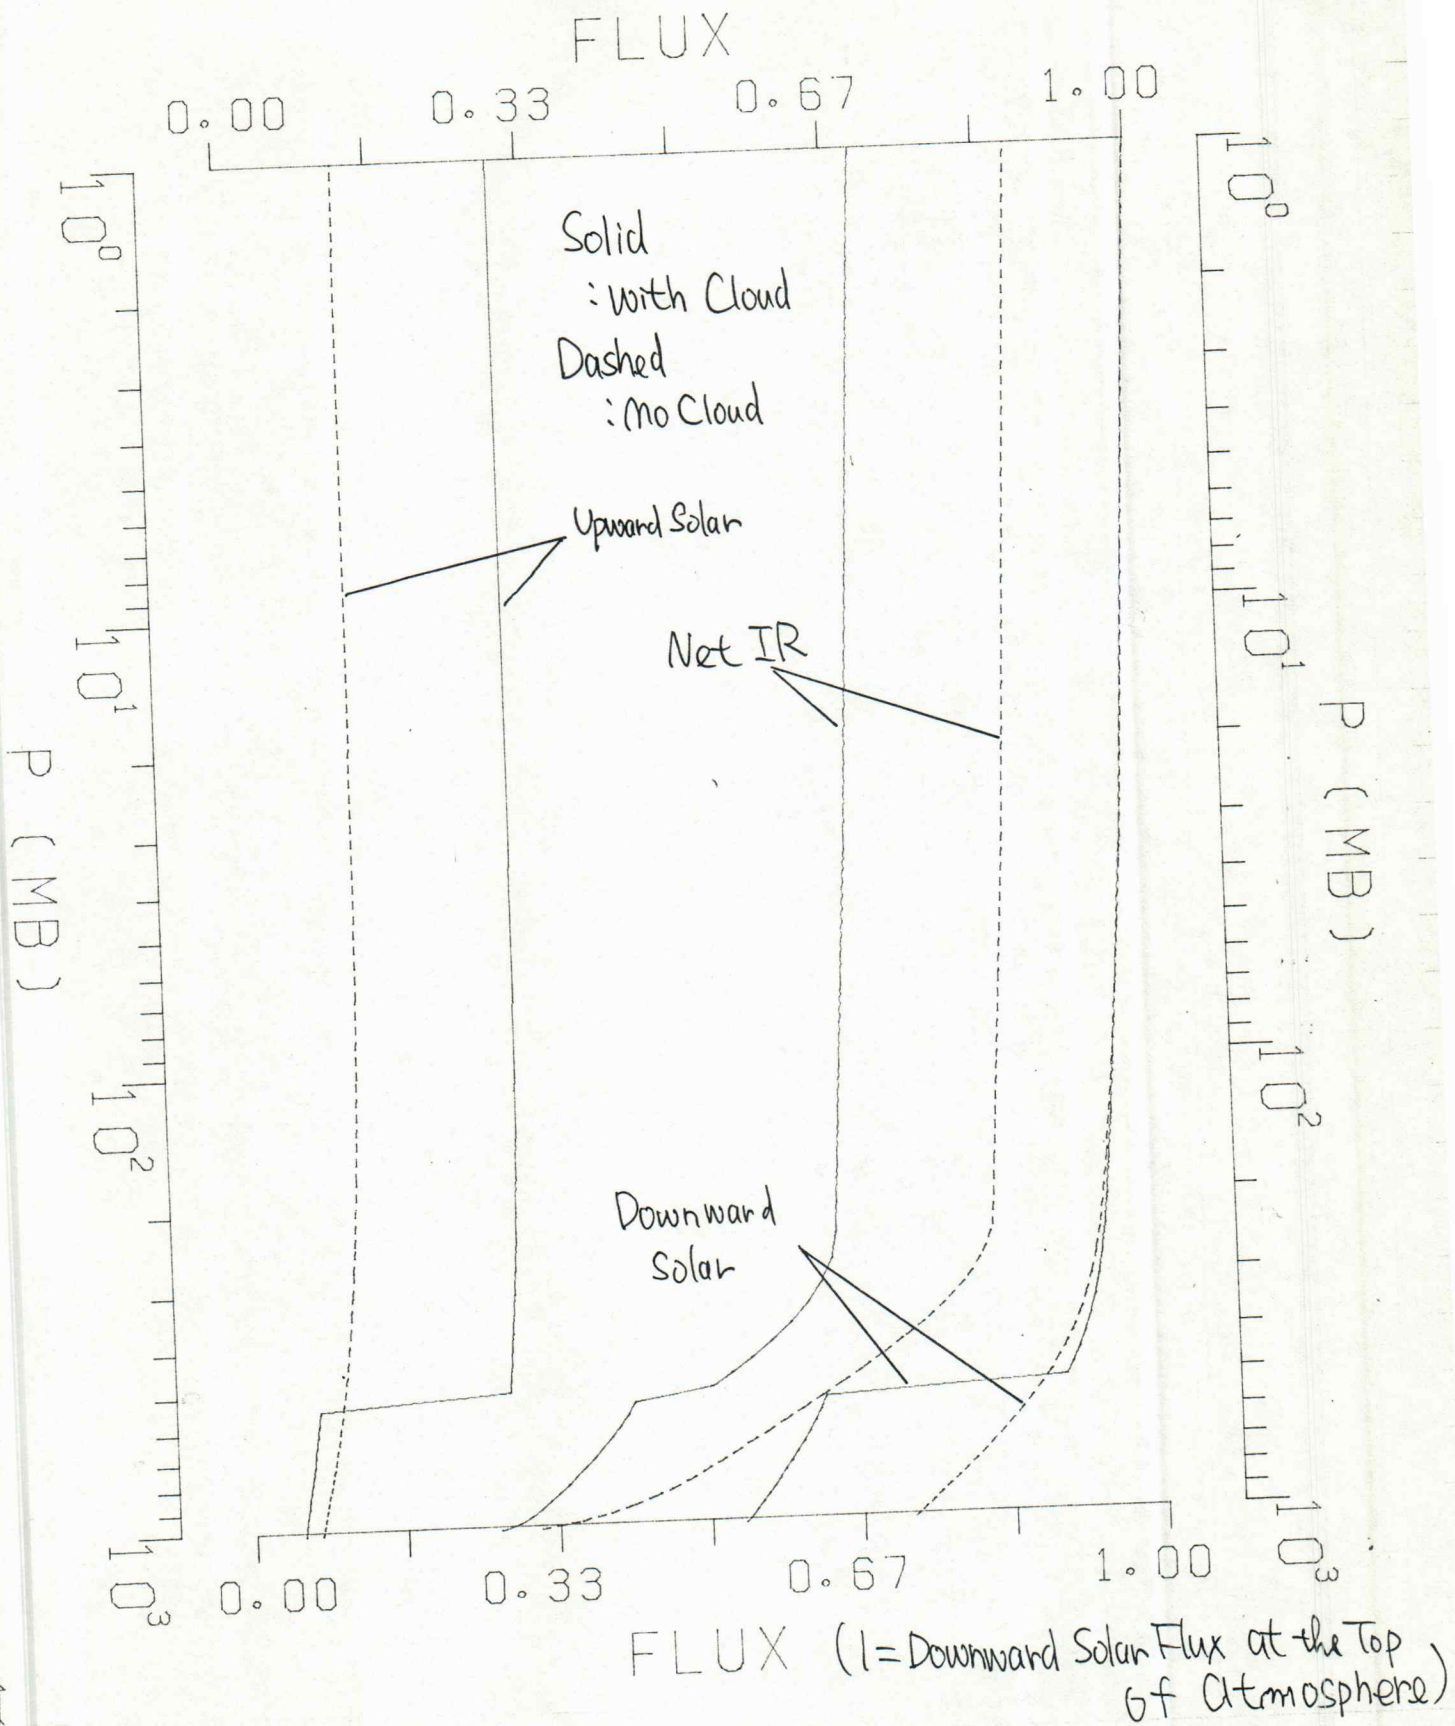 FLUX
0.00 0.33 0.67 1.00
10⁰
10⁰
Solid
: with Cloud
Dashed
: no Cloud
Upward Solar
Net IR
10¹
10¹
P (MB)
P (MB)
10²
10²
Downward
Solar
10³
10³
0.00 0.33 0.67 1.00
FLUX (1=Downward Solar Flux at the Top
of Atmosphere)